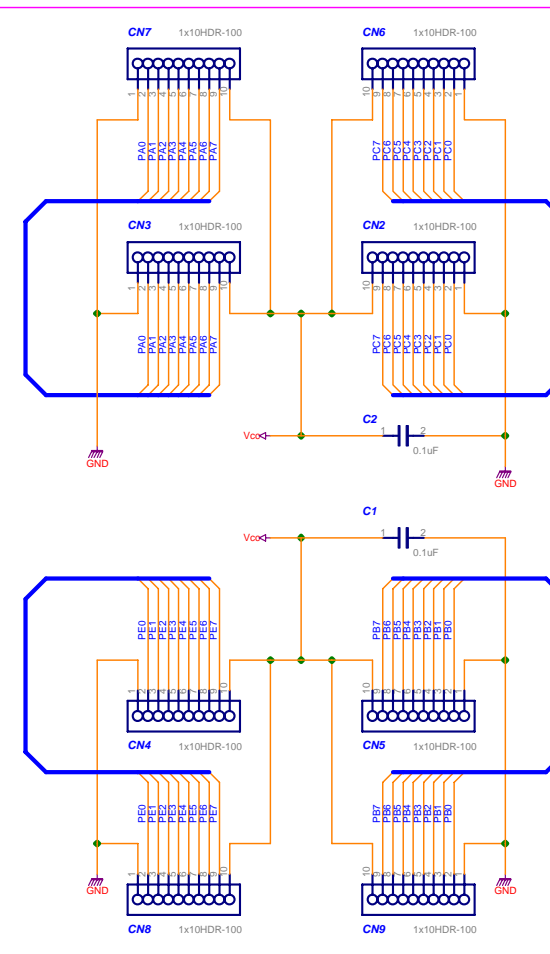 CN7 1x10HDR-100
CN6 1x10HDR-100
1 2 3 4 5 6 7 8 9 10
10 9 8 7 6 5 4 3 2 1
PA0 PA1 PA2 PA3 PA4 PA5 PA6 PA7
PC7 PC6 PC5 PC4 PC3 PC2 PC1 PC0
CN3 1x10HDR-100
CN2 1x10HDR-100
1 2 3 4 5 6 7 8 9 10
10 9 8 7 6 5 4 3 2 1
PA0 PA1 PA2 PA3 PA4 PA5 PA6 PA7
PC7 PC6 PC5 PC4 PC3 PC2 PC1 PC0
C2
Vcc
1 2
0.1uF
GND
GND
C1
Vcc
1 2
0.1uF
PE0 PE1 PE2 PE3 PE4 PE5 PE6 PE7
PB7 PB6 PB5 PB4 PB3 PB2 PB1 PB0
1 2 3 4 5 6 7 8 9 10
10 9 8 7 6 5 4 3 2 1
CN4 1x10HDR-100
CN5 1x10HDR-100
PE0 PE1 PE2 PE3 PE4 PE5 PE6 PE7
PB7 PB6 PB5 PB4 PB3 PB2 PB1 PB0
1 2 3 4 5 6 7 8 9 10
10 9 8 7 6 5 4 3 2 1
GND
GND
CN8 1x10HDR-100
CN9 1x10HDR-100